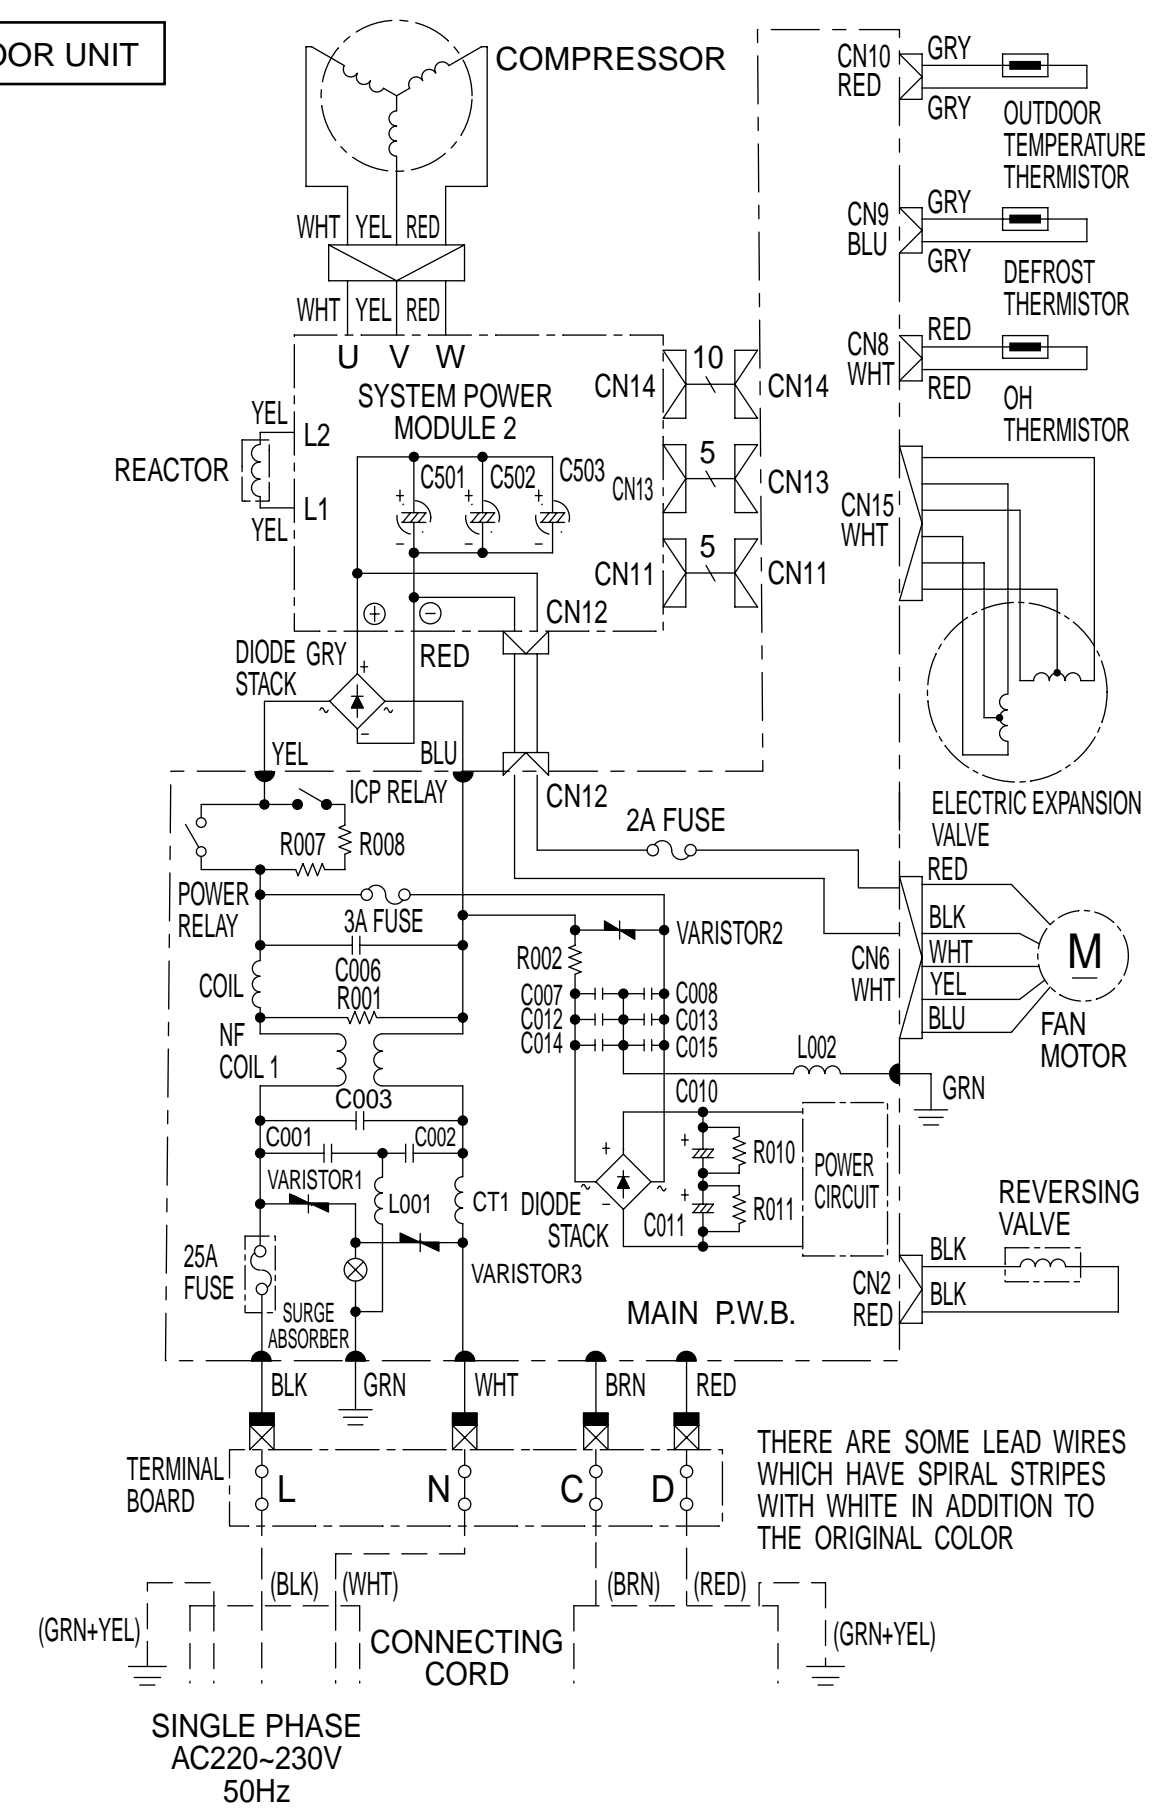 OOR UNIT
COMPRESSOR
WHT YEL RED
WHT YEL RED
U V W
SYSTEM POWER
MODULE 2
YEL
L2
REACTOR
L1
YEL
C501 C502 C503
+ + +
− − −
CN14 10 CN14
CN13 5 CN13
CN11 5 CN11
+ −
CN12
DIODE
STACK
GRY
RED
+
~ ~
−
YEL
BLU
CN12
CN10
RED
GRY
GRY
OUTDOOR
TEMPERATURE
THERMISTOR
CN9
BLU
GRY
GRY
DEFROST
THERMISTOR
CN8
WHT
RED
RED
OH
THERMISTOR
CN15
WHT
ELECTRIC EXPANSION
VALVE
ICP RELAY
R007
R008
POWER
RELAY
2A FUSE
3A FUSE
C006
COIL
R001
NF
COIL 1
C003
C001
C002
VARISTOR1
L001
CT1
25A
FUSE
SURGE
ABSORBER
VARISTOR3
VARISTOR2
R002
C007 C008
C012 C013
C014 C015
L002
GRN
C010
+
R010
+
~ ~
−
DIODE
STACK
+
C011
R011
POWER
CIRCUIT
MAIN P.W.B.
CN6
WHT
RED
BLK
WHT
YEL
BLU
M
FAN
MOTOR
REVERSING
VALVE
CN2
RED
BLK
BLK
BLK GRN WHT BRN RED
TERMINAL
BOARD
L N C D
THERE ARE SOME LEAD WIRES
WHICH HAVE SPIRAL STRIPES
WITH WHITE IN ADDITION TO
THE ORIGINAL COLOR
(BLK) (WHT) (BRN) (RED)
(GRN+YEL)
(GRN+YEL)
CONNECTING
CORD
SINGLE PHASE
AC220~230V
50Hz